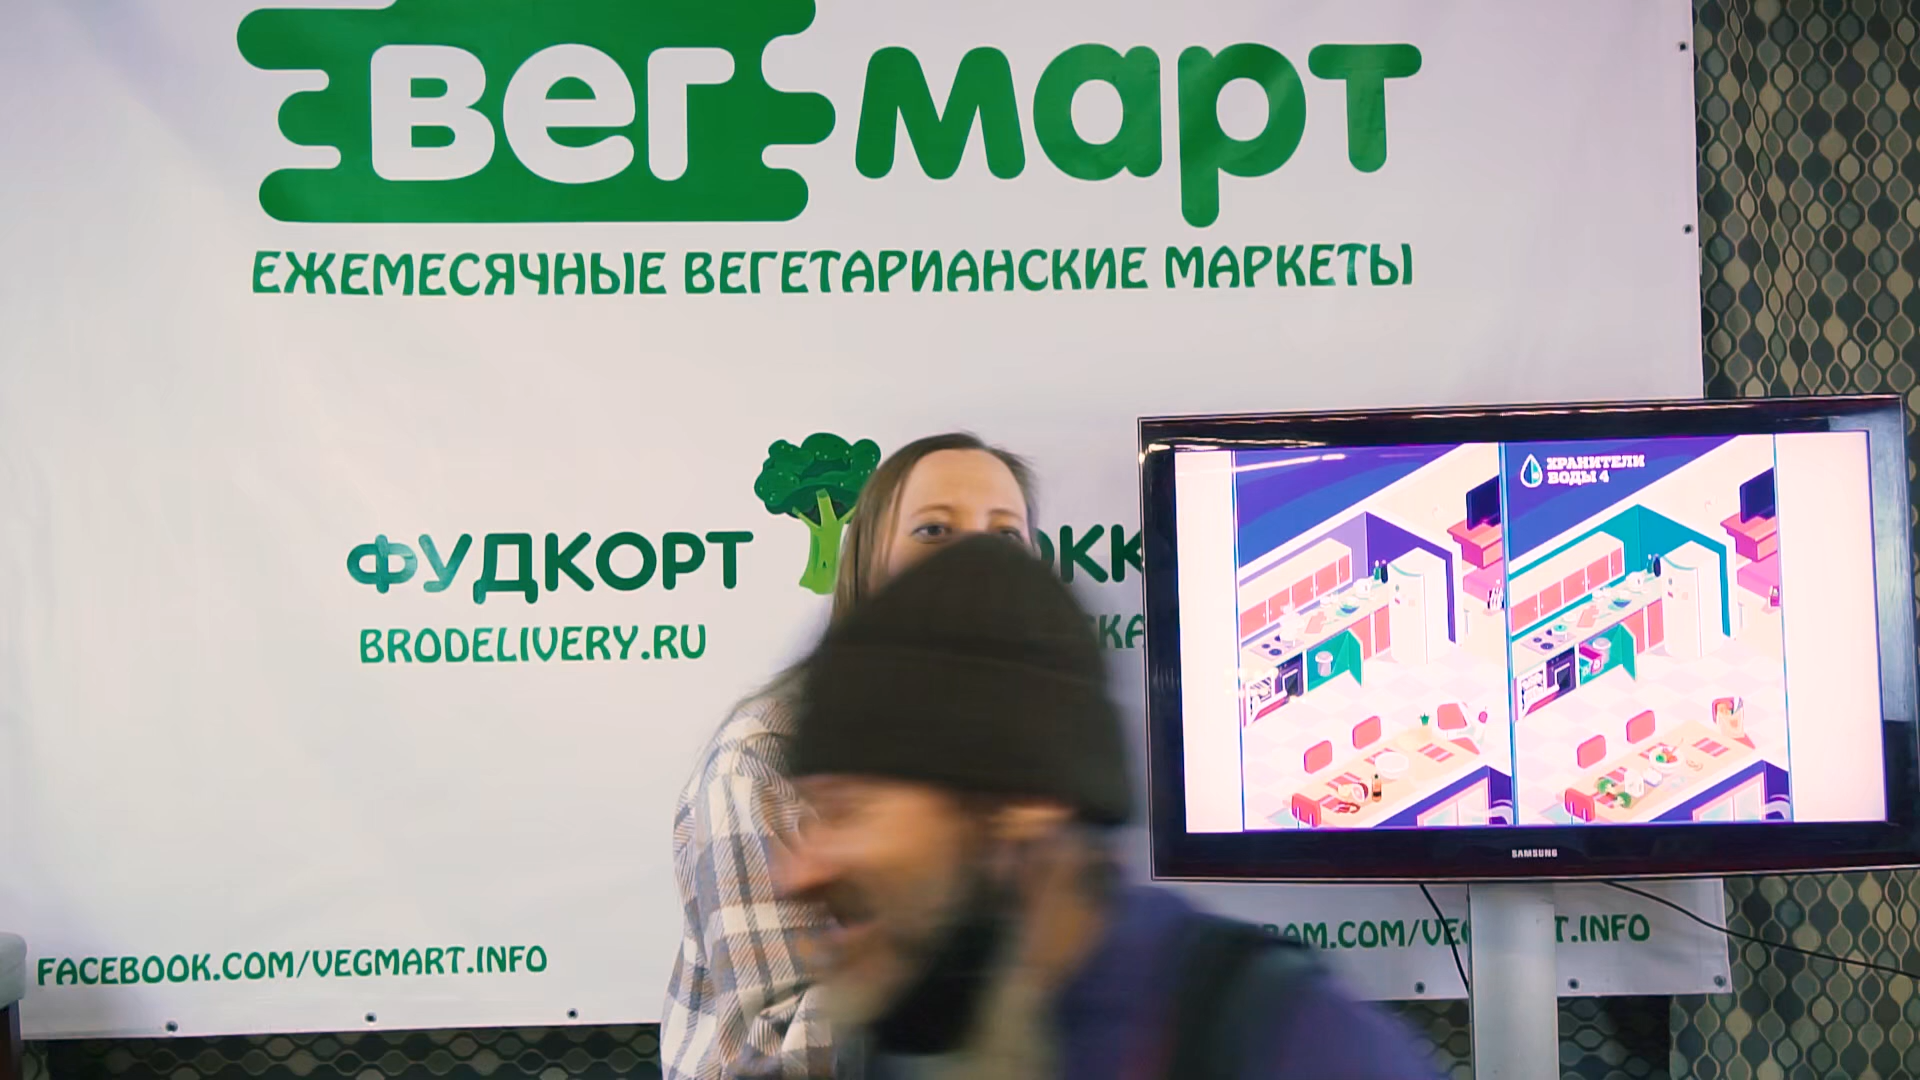 вег март
ЕЖЕМЕСЯЧНЫЕ ВЕГЕТАРИАНСКИЕ МАРКЕТЫ
ФУДКОРТ
BRODELIVERY.RU
ХРАНИТЕЛИ
ВОДЫ 4
SAMSUNG
FACEBOOK.COM/VEGMART.INFO